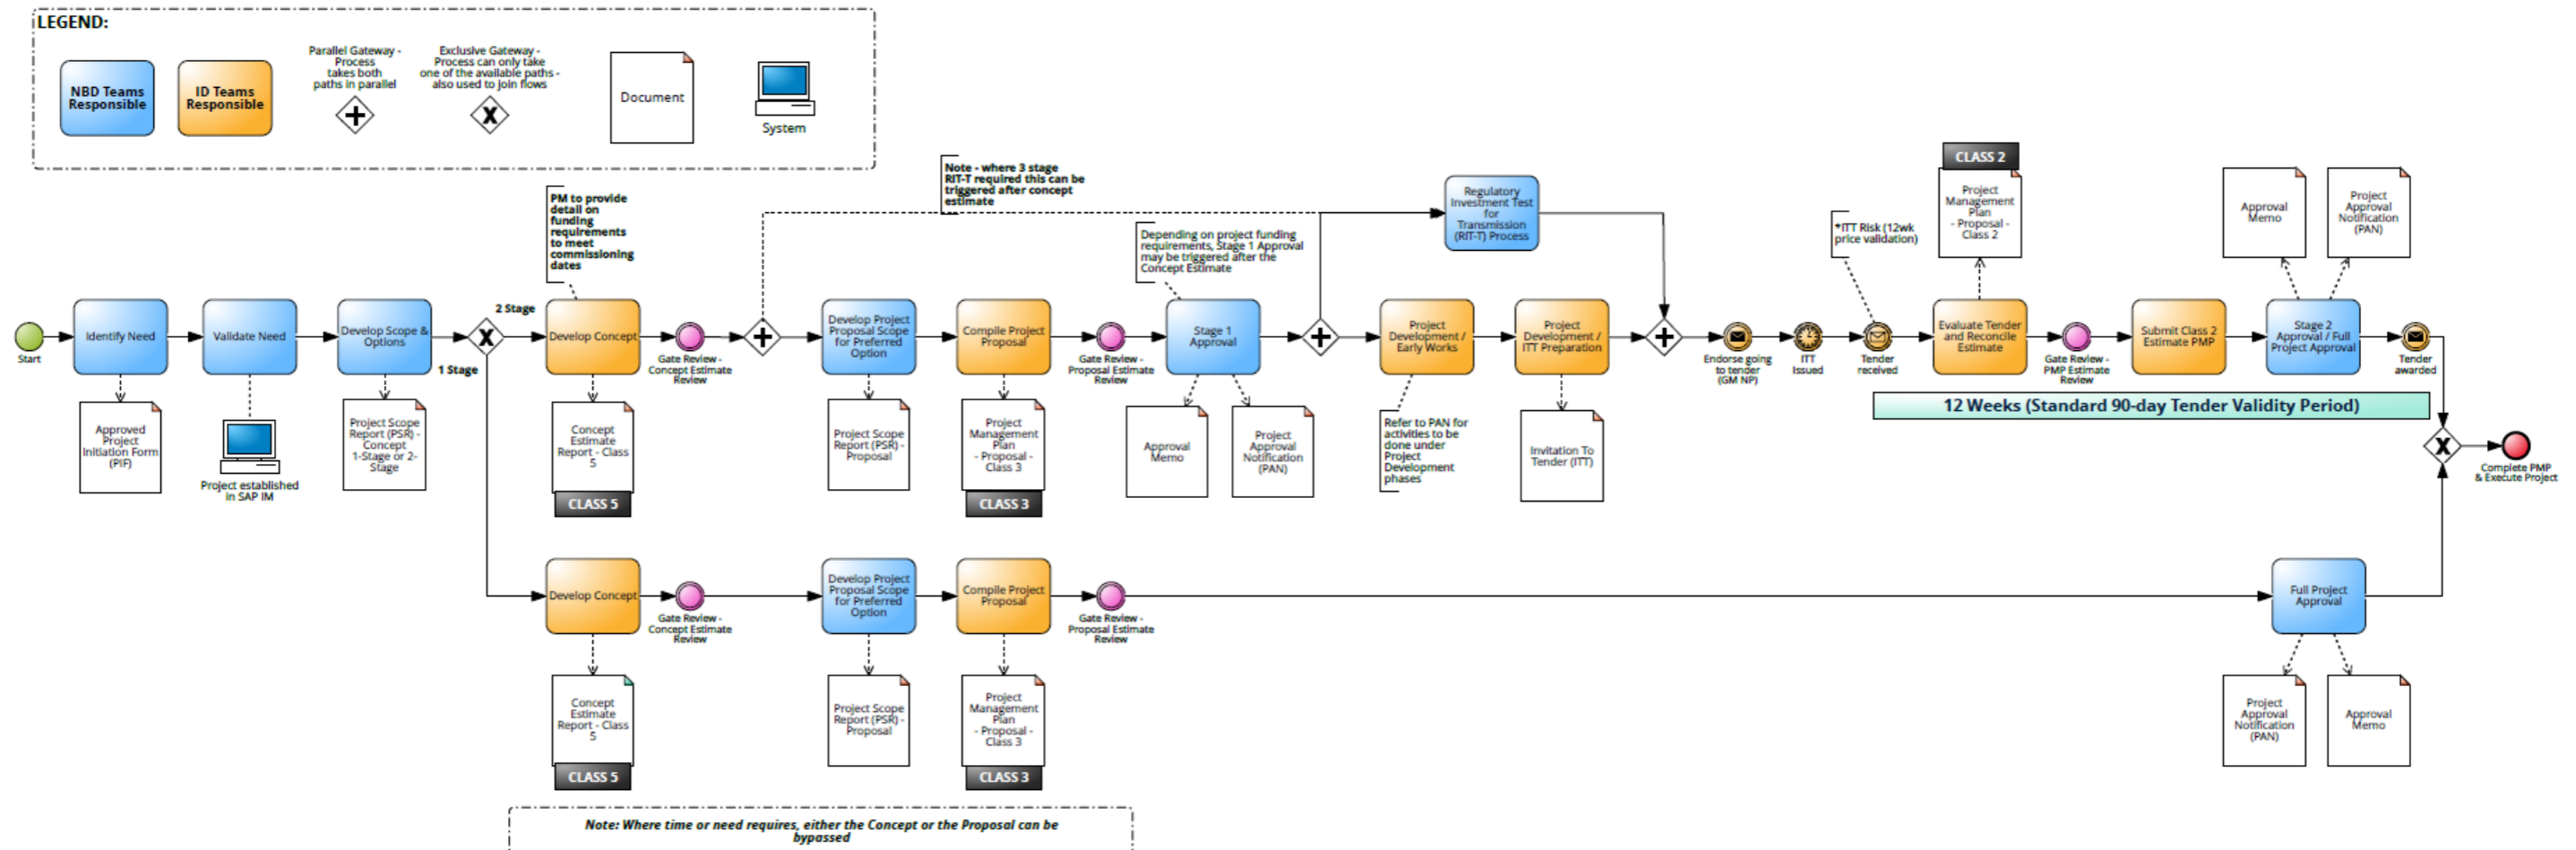 LEGEND:
NBD Teams
Responsible
ID Teams
Responsible
Parallel Gateway -
Process
takes both
paths in parallel
Exclusive Gateway -
Process can only take
one of the available paths -
also used to join flows
Document
System
PM to provide
detail on
funding
requirements
to meet
commissioning
dates
Note - where 3 stage
RIT-T required this can be
triggered after concept
estimate
Depending on project funding
requirements, Stage 1 Approval
may be triggered after the
Concept Estimate
Regulatory
Investment Test
for
Transmission
(RIT-T) Process
*ITT Risk (12wk
price validation)
CLASS 2
Project
Management
Plan
- Proposal -
Class 2
Approval
Memo
Project
Approval
Notification
(PAN)
Start
Identify Need
Validate Need
Develop Scope &
Options
2 Stage
1 Stage
Develop Concept
Gate Review -
Concept Estimate
Review
Develop Project
Proposal Scope
for Preferred
Option
Compile Project
Proposal
Gate Review -
Proposal Estimate
Review
Stage 1
Approval
Project
Development /
Early Works
Project
Development /
ITT Preparation
Endorse going
to tender
(GM NP)
ITT
Issued
Tender
received
Evaluate Tender
and Reconcile
Estimate
Gate Review -
PMP Estimate
Review
Submit Class 2
Estimate PMP
Stage 2
Approval / Full
Project Approval
Tender
awarded
12 Weeks (Standard 90-day Tender Validity Period)
Approved
Project
Initiation Form
(PIF)
Project established
in SAP IM
Project Scope
Report (PSR) -
Concept
1-Stage or 2-
Stage
Concept
Estimate
Report - Class
5
CLASS 5
Project Scope
Report (PSR) -
Proposal
Project
Management
Plan
- Proposal -
Class 3
CLASS 3
Approval
Memo
Project
Approval
Notification
(PAN)
Refer to PAN for
activities to be
done under
Project
Development
phases
Invitation To
Tender (ITT)
Complete PMP
& Execute Project
Develop Concept
Gate Review -
Concept Estimate
Review
Develop Project
Proposal Scope
for Preferred
Option
Compile Project
Proposal
Gate Review -
Proposal Estimate
Review
Full Project
Approval
Concept
Estimate
Report - Class
5
CLASS 5
Project Scope
Report (PSR) -
Proposal
Project
Management
Plan
- Proposal -
Class 3
CLASS 3
Project
Approval
Notification
(PAN)
Approval
Memo
Note: Where time or need requires, either the Concept or the Proposal can be
bypassed